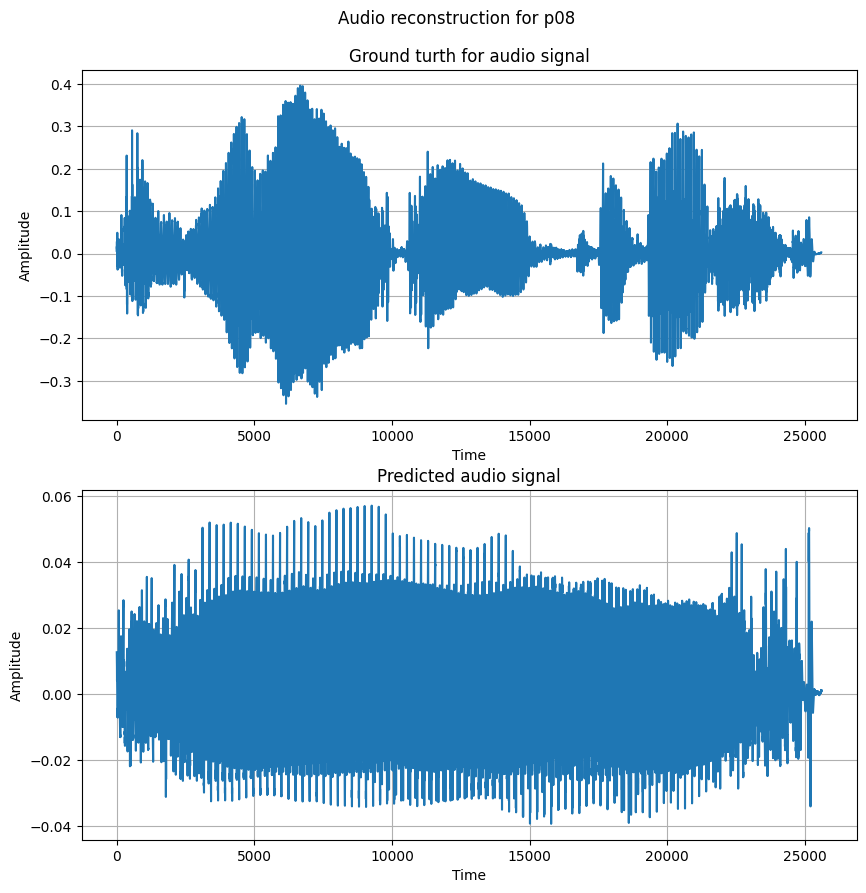 Audio reconstruction for p08
Ground turth for audio signal
0.4
0.3
0.2
0.1
0.0
−0.1
−0.2
−0.3
Amplitude
0 5000 10000 15000 20000 25000
Time
Predicted audio signal
0.06
0.04
0.02
0.00
−0.02
−0.04
Amplitude
0 5000 10000 15000 20000 25000
Time